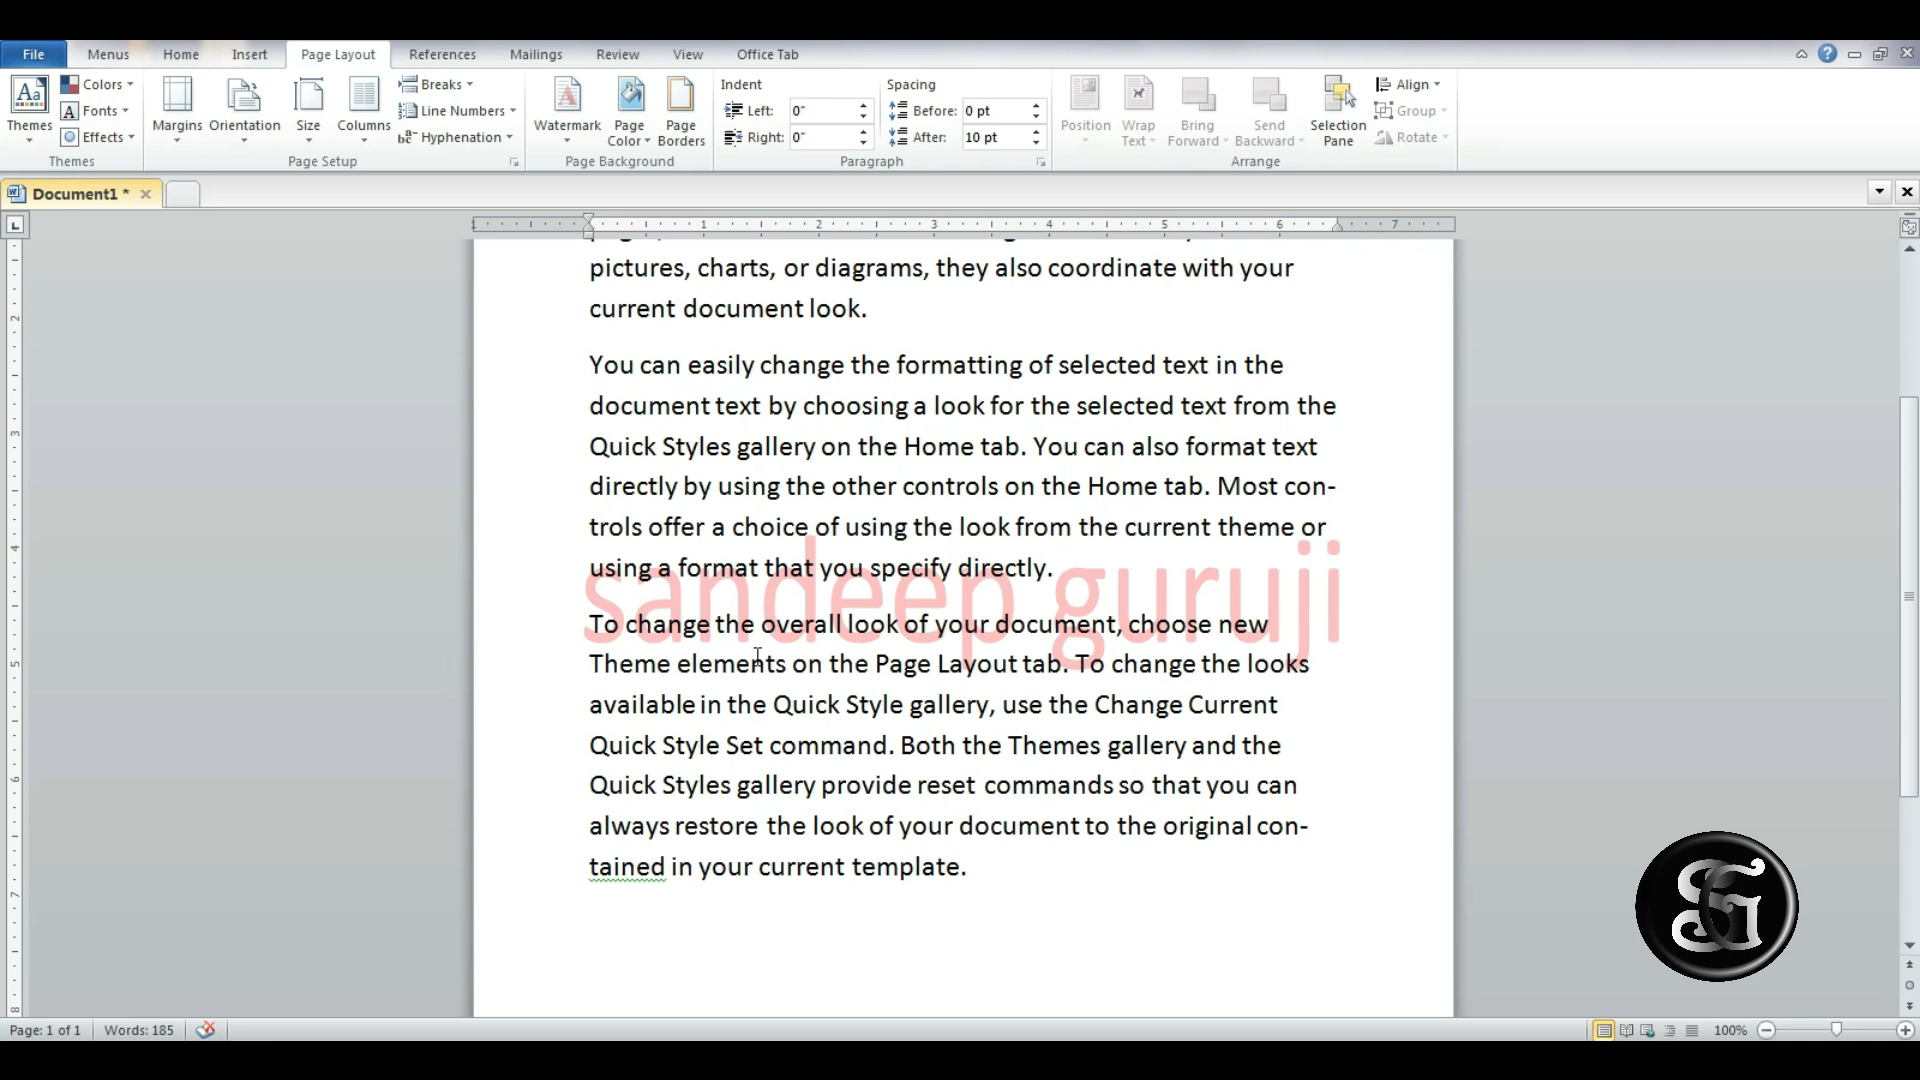 File Menus Home Insert Page Layout References Mailings Review View Office Tab
Themes Colors Fonts Effects
Margins Orientation Size Columns Breaks Line Numbers Hyphenation
Watermark Page Color Page Borders
Indent Left: 0" Right: 0"
Spacing Before: 0 pt After: 10 pt
Position Wrap Text Bring Forward Send Backward Selection Pane Align Group Rotate
Themes Page Setup Page Background Paragraph Arrange
Document1 *
1 1 2 3 4 5 6 7
pictures, charts, or diagrams, they also coordinate with your
current document look.
You can easily change the formatting of selected text in the
document text by choosing a look for the selected text from the
Quick Styles gallery on the Home tab. You can also format text
directly by using the other controls on the Home tab. Most con-
trols offer a choice of using the look from the current theme or
using a format that you specify directly.
sandeep guruji
To change the overall look of your document, choose new
Theme elements on the Page Layout tab. To change the looks
available in the Quick Style gallery, use the Change Current
Quick Style Set command. Both the Themes gallery and the
Quick Styles gallery provide reset commands so that you can
always restore the look of your document to the original con-
tained in your current template.
SG
Page: 1 of 1 Words: 185 100%